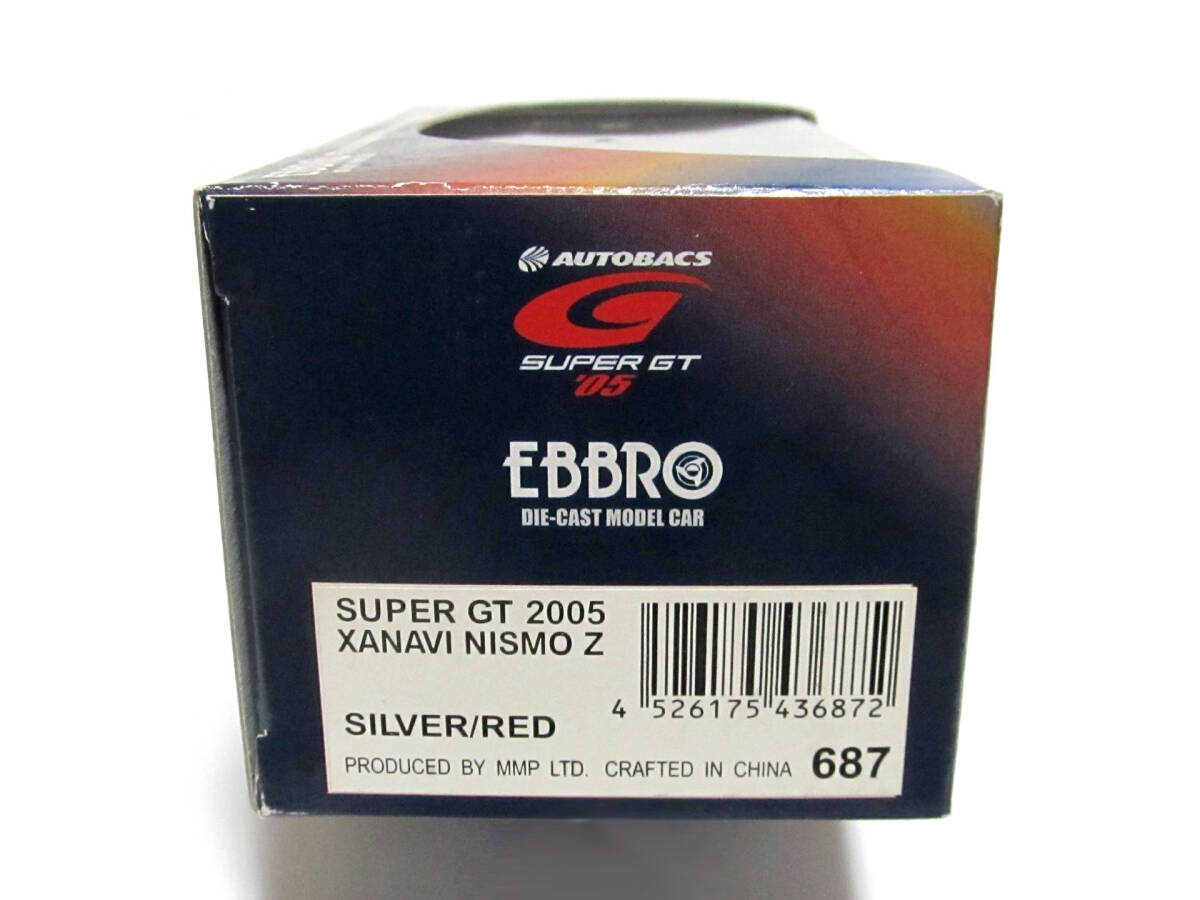 AUTOBACS
SUPER GT
'05
EBBRO
DIE-CAST MODEL CAR
SUPER GT 2005
XANAVI NISMO Z
4 526175 436872
SILVER/RED
PRODUCED BY MMP LTD. CRAFTED IN CHINA 687